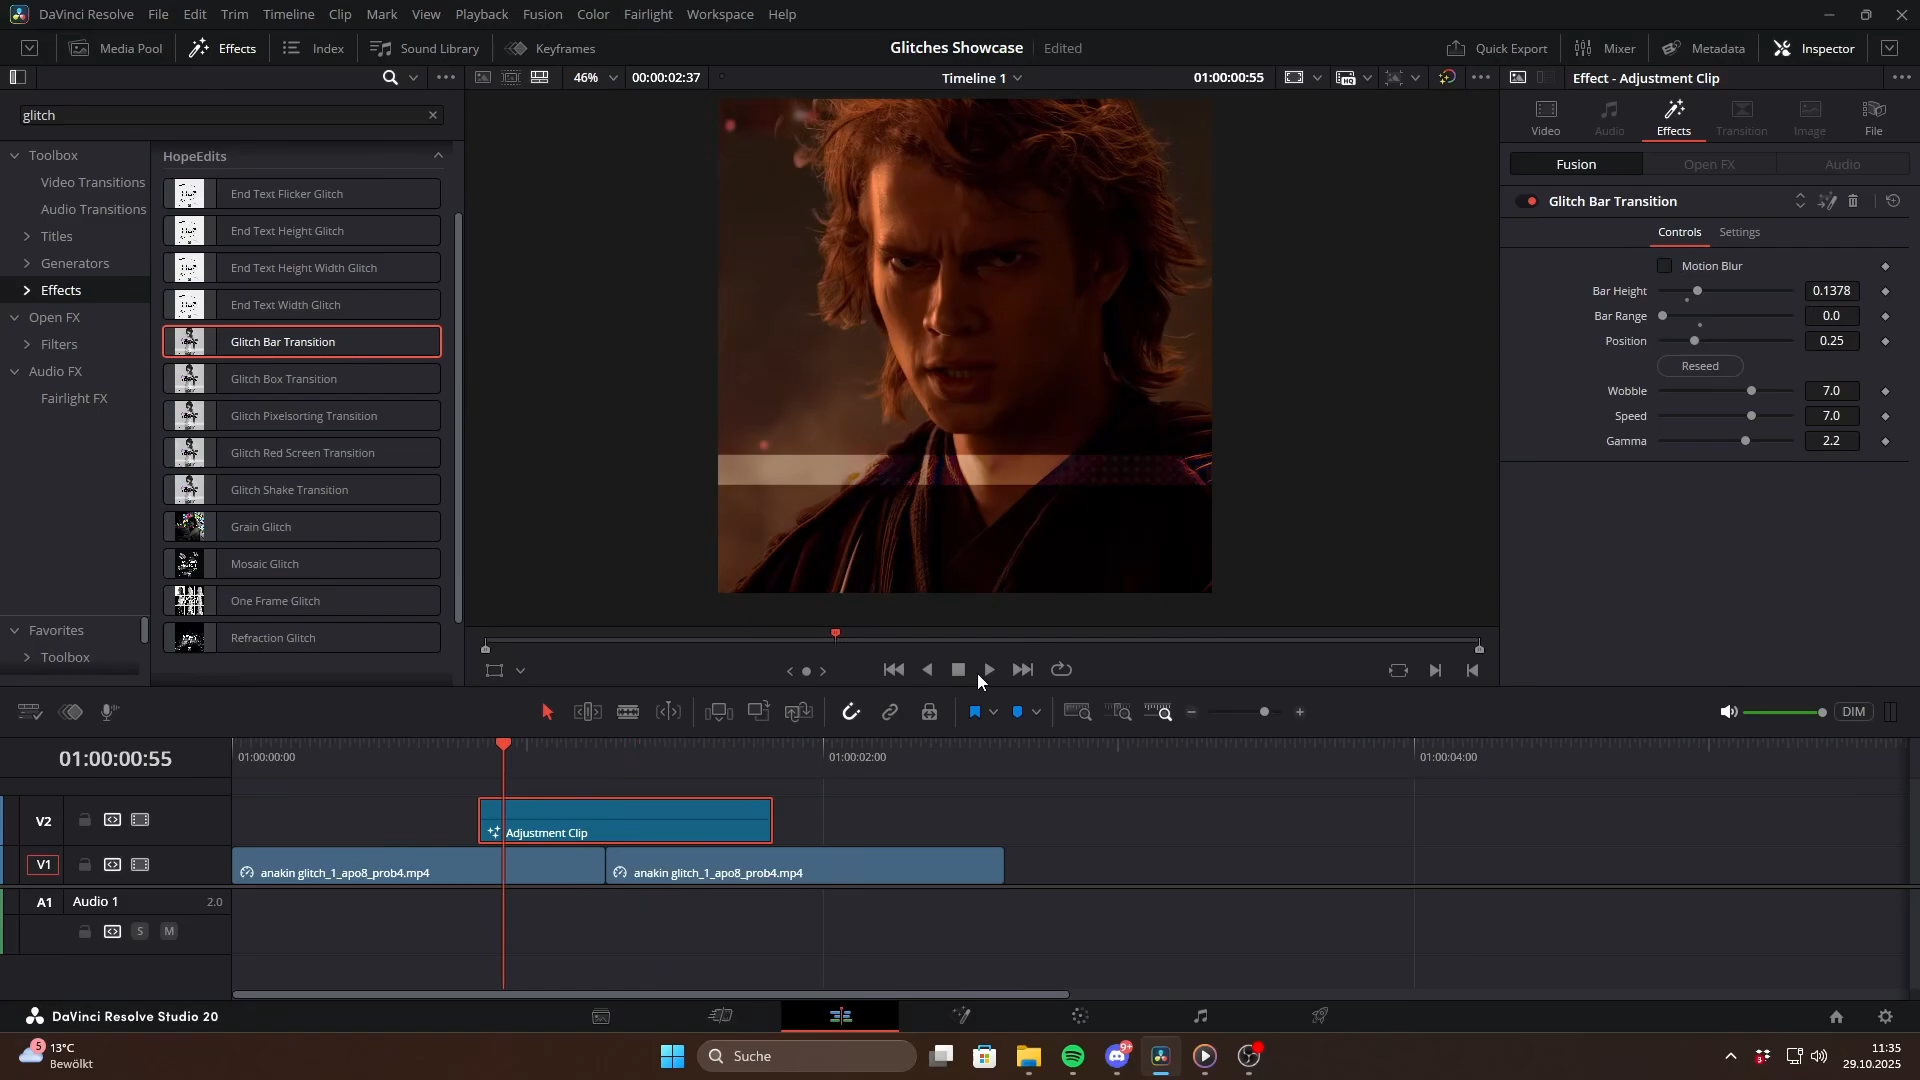 DaVinci Resolve File Edit Trim Timeline Clip Mark View Playback Fusion Color Fairlight Workspace Help
Media Pool Effects Index Sound Library Keyframes Glitches Showcase Edited Quick Export Mixer Metadata Inspector
46% 00:00:02:37 Timeline 1 01:00:00:55 Effect - Adjustment Clip
glitch
Video Audio Effects Transition Image File
Toolbox
Video Transitions
Audio Transitions
Titles
Generators
Effects
Open FX
Filters
Audio FX
Fairlight FX
Favorites
Toolbox
HopeEdits
End Text Flicker Glitch
End Text Height Glitch
End Text Height Width Glitch
End Text Width Glitch
Glitch Bar Transition
Glitch Box Transition
Glitch Pixelsorting Transition
Glitch Red Screen Transition
Glitch Shake Transition
Grain Glitch
Mosaic Glitch
One Frame Glitch
Refraction Glitch
Fusion Open FX Audio
Glitch Bar Transition
Controls Settings
Motion Blur
Bar Height 0.1378
Bar Range 0.0
Position 0.25
Reseed
Wobble 7.0
Speed 7.0
Gamma 2.2
DIM
01:00:00:55 01:00:00:00 01:00:02:00 01:00:04:00
V2 Adjustment Clip
V1 anakin glitch_1_apo8_prob4.mp4 anakin glitch_1_apo8_prob4.mp4
A1 Audio 1 2.0
S M
DaVinci Resolve Studio 20
5 13°C
Bewölkt
Suche
9+
3
11:35
29.10.2025